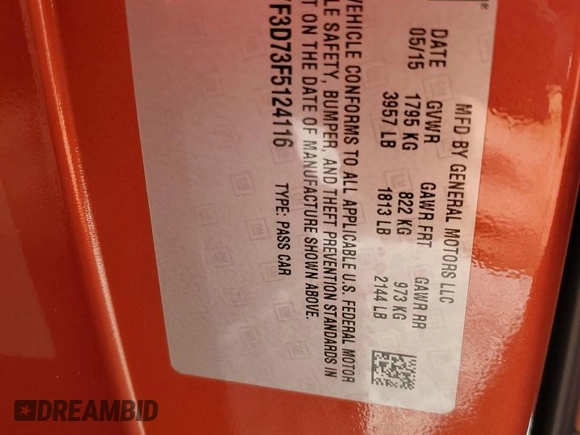 MFD BY GENERAL MOTORS LLC
DATE GVWR GAWR FRT GAWR RR
05/15 1795 KG 822 KG 973 KG
3957 LB 1813 LB 2144 LB
VEHICLE CONFORMS TO ALL APPLICABLE U.S. FEDERAL MOTOR
SAFETY, BUMPER, AND THEFT PREVENTION STANDARDS IN
ON THE DATE OF MANUFACTURE SHOWN ABOVE.
F3D73F5124116 TYPE: PASS CAR
DREAMBID